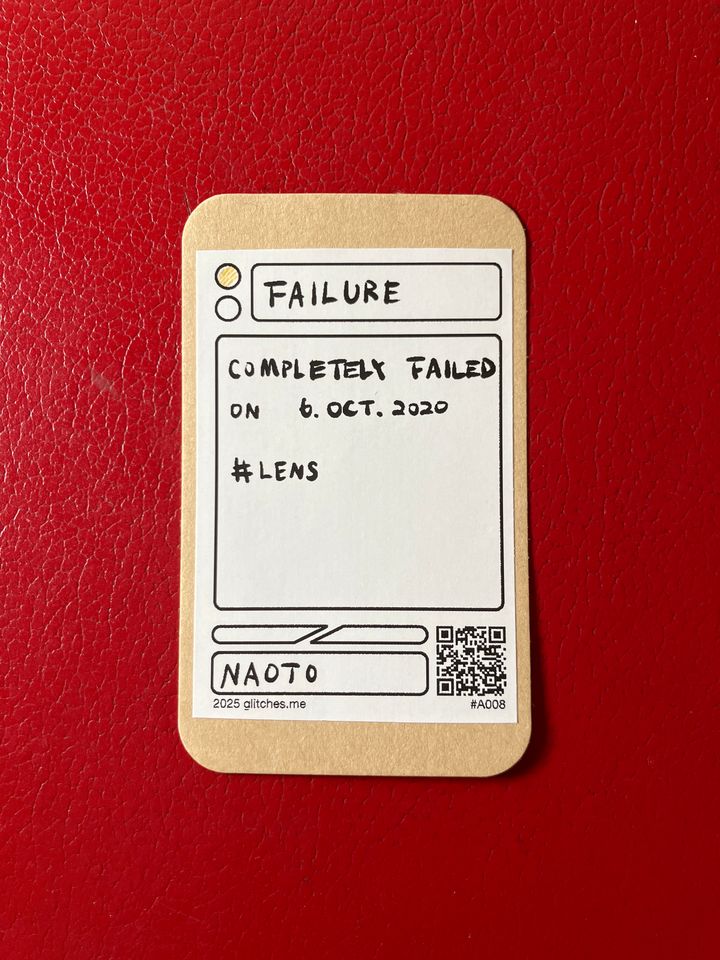 FAILURE
COMPLETELY FAILED
ON 6. OCT. 2020
#LENS
NAOTO
2025 glitches.me
#A008